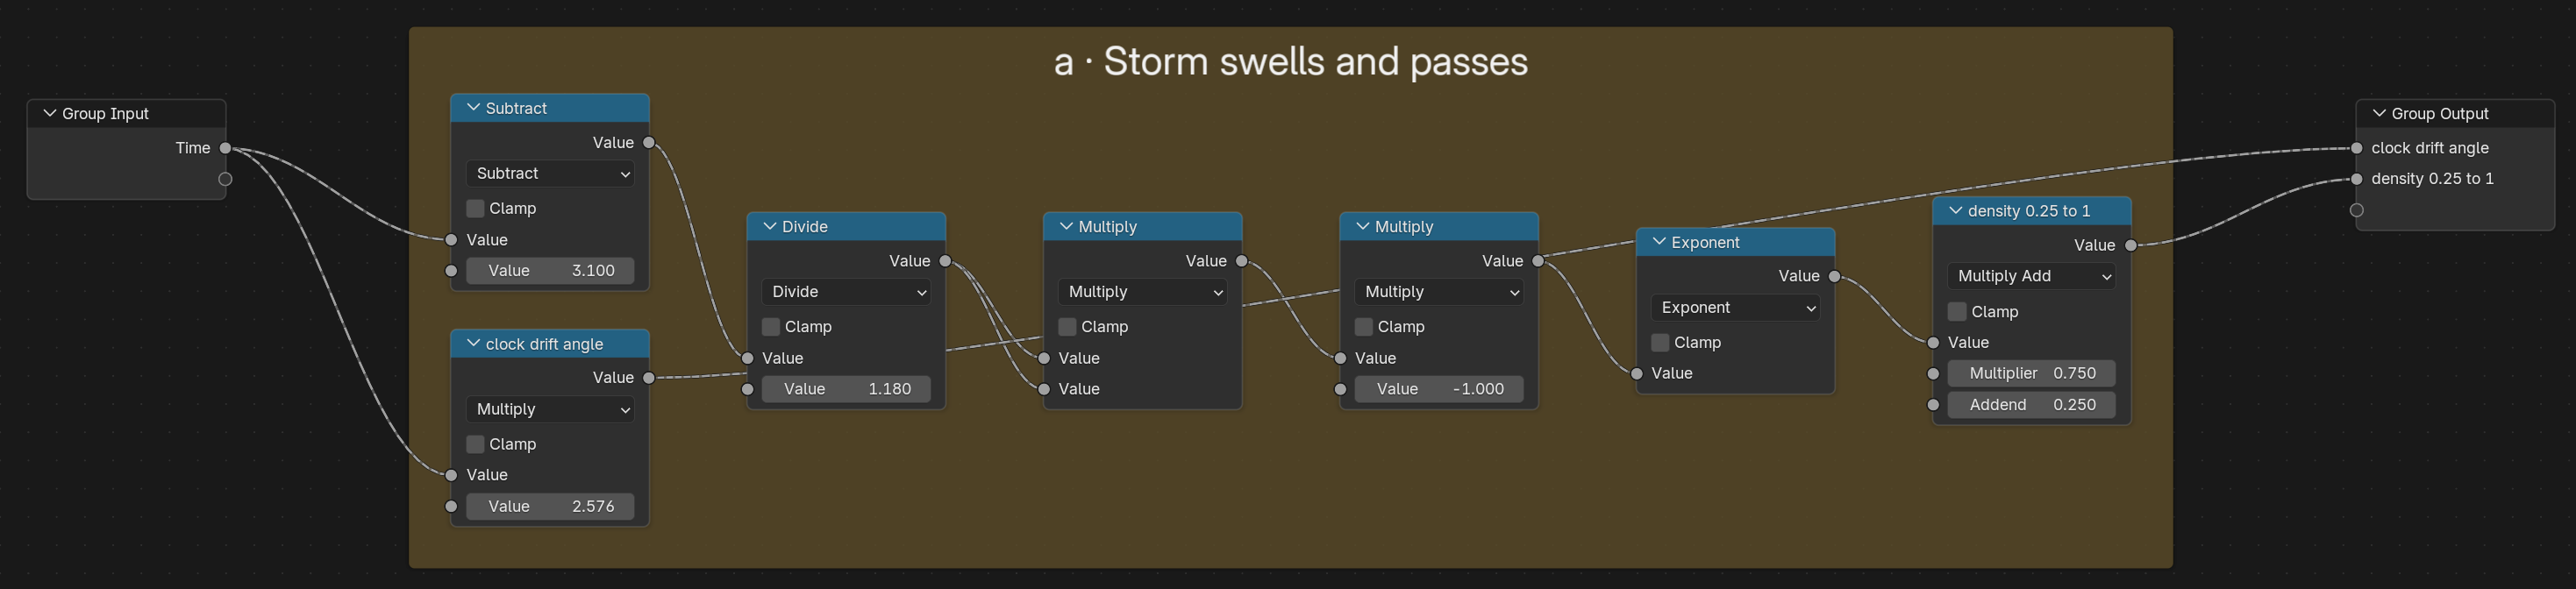 a · Storm swells and passes
Group Input
Time
Subtract
Value
Subtract
Clamp
Value
Value 3.100
clock drift angle
Value
Multiply
Clamp
Value
Value 2.576
Divide
Value
Divide
Clamp
Value
Value 1.180
Multiply
Value
Multiply
Clamp
Value
Value
Multiply
Value
Multiply
Clamp
Value
Value -1.000
Exponent
Value
Exponent
Clamp
Value
density 0.25 to 1
Value
Multiply Add
Clamp
Value
Multiplier 0.750
Addend 0.250
Group Output
clock drift angle
density 0.25 to 1